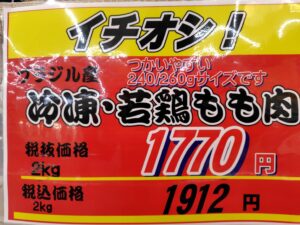 イチオシ!
ブラジル産
つかいやすい
240/260gサイズです
冷凍・若鶏もも肉
税抜価格
2kg
1770円
税込価格
2kg
1912円